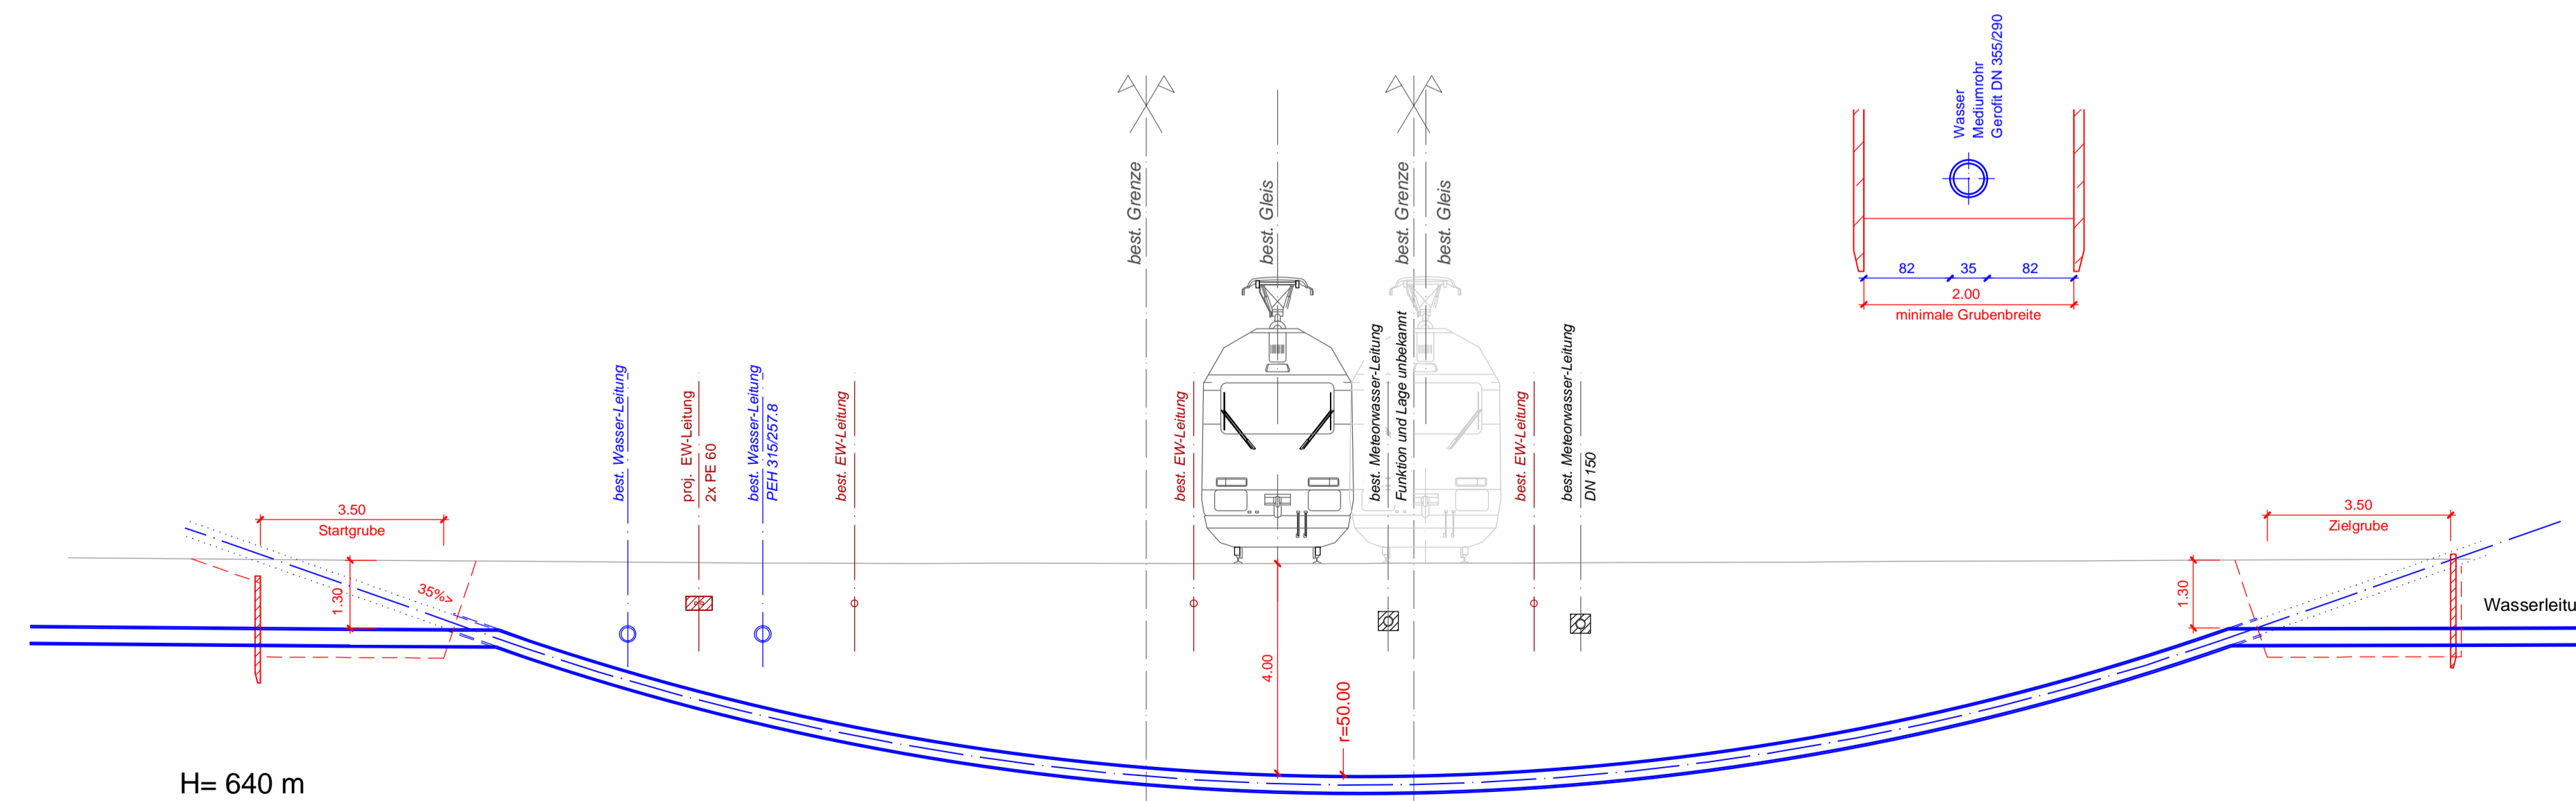 Wasser
Mediumrohr
Gerofit DN 355/290
best. Grenze
best. Gleis
best. Grenze
best. Gleis
82
35
82
2.00
minimale Grubenbreite
best. Wasser-Leitung
proj. EW-Leitung
2x PE 60
best. Wasser-Leitung
PEH 315/257.8
best. EW-Leitung
best. EW-Leitung
best. Meteorwasser-Leitung
Funktion und Lage unbekannt
best. EW-Leitung
best. Meteorwasser-Leitung
DN 150
3.50
Startgrube
3.50
Zielgrube
1.30
35%>
1.30
Wasserleitu
4.00
r=50.00
H= 640 m